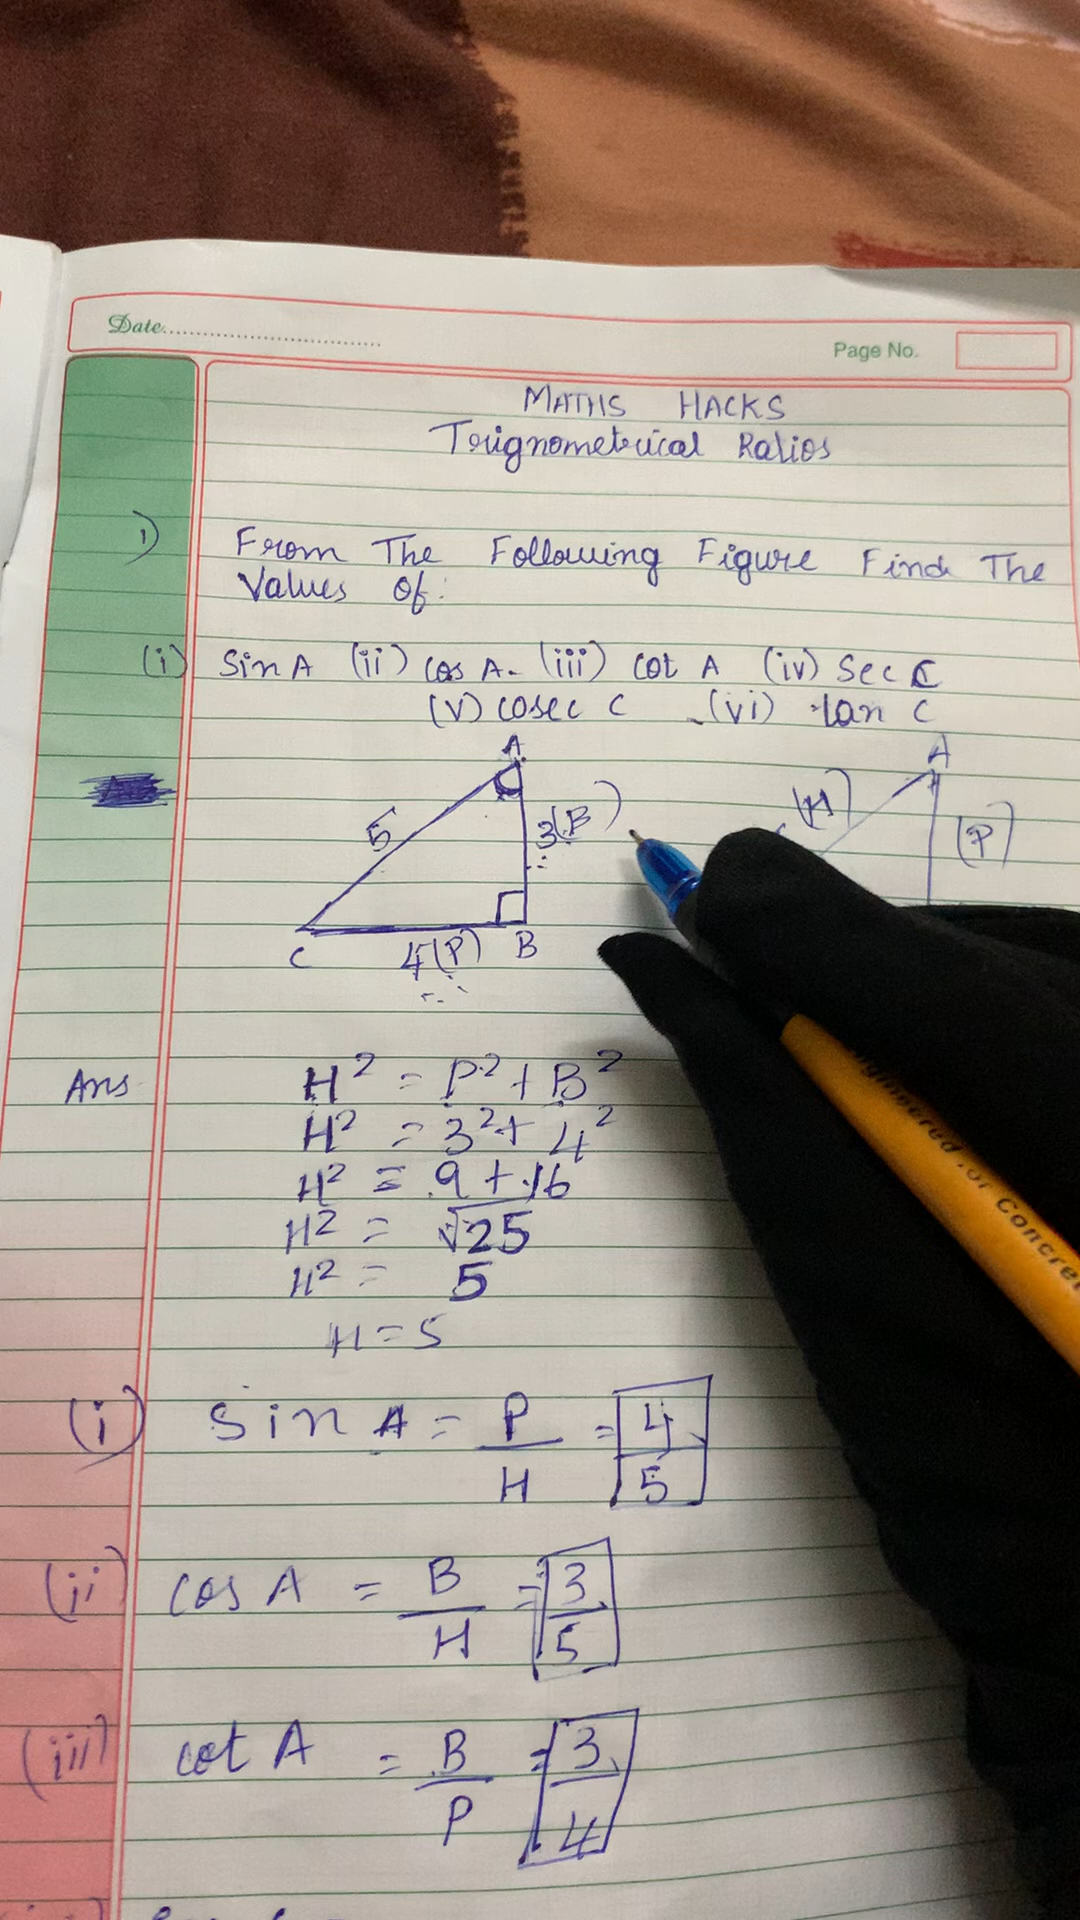 Date
Page No.
MATHS HACKS
Trignometrical Ratios
1) From The Following Figure Find The
Values Of:
(i) Sin A (ii) cos A. (iii) cot A (iv) Sec C
(v) cosec C (vi) tan C
A
5
3(B)
C
4(P)
B
A
(H)
(P)
Ans H² = P² + B²
H² = 3² + 4²
H² = 9 + 16
H² = √25
H² = 5
H = 5
(i) Sin A = P/H = 4/5
(ii) cos A = B/H = 3/5
(iii) cot A = B/P = 3/4